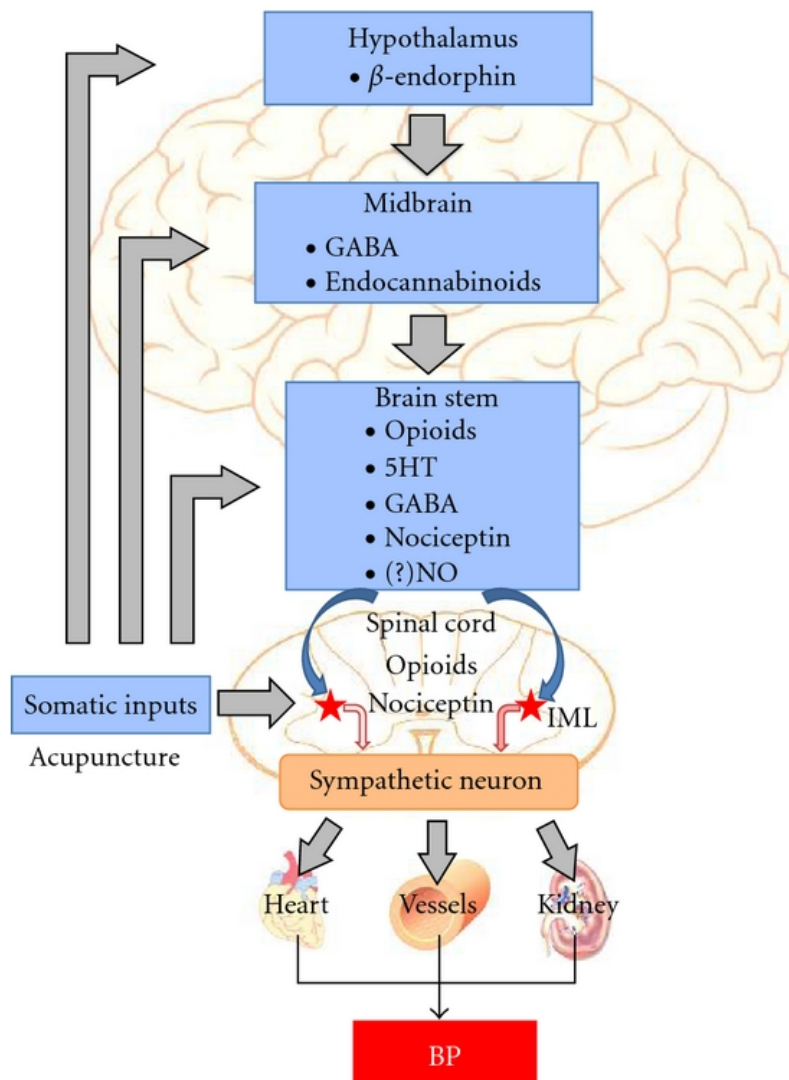 Hypothalamus
• β-endorphin
Midbrain
• GABA
• Endocannabinoids
Brain stem
• Opioids
• 5HT
• GABA
• Nociceptin
• (?)NO
Spinal cord
Opioids
Nociceptin
IML
Somatic inputs
Acupuncture
Sympathetic neuron
Heart
Vessels
Kidney
BP